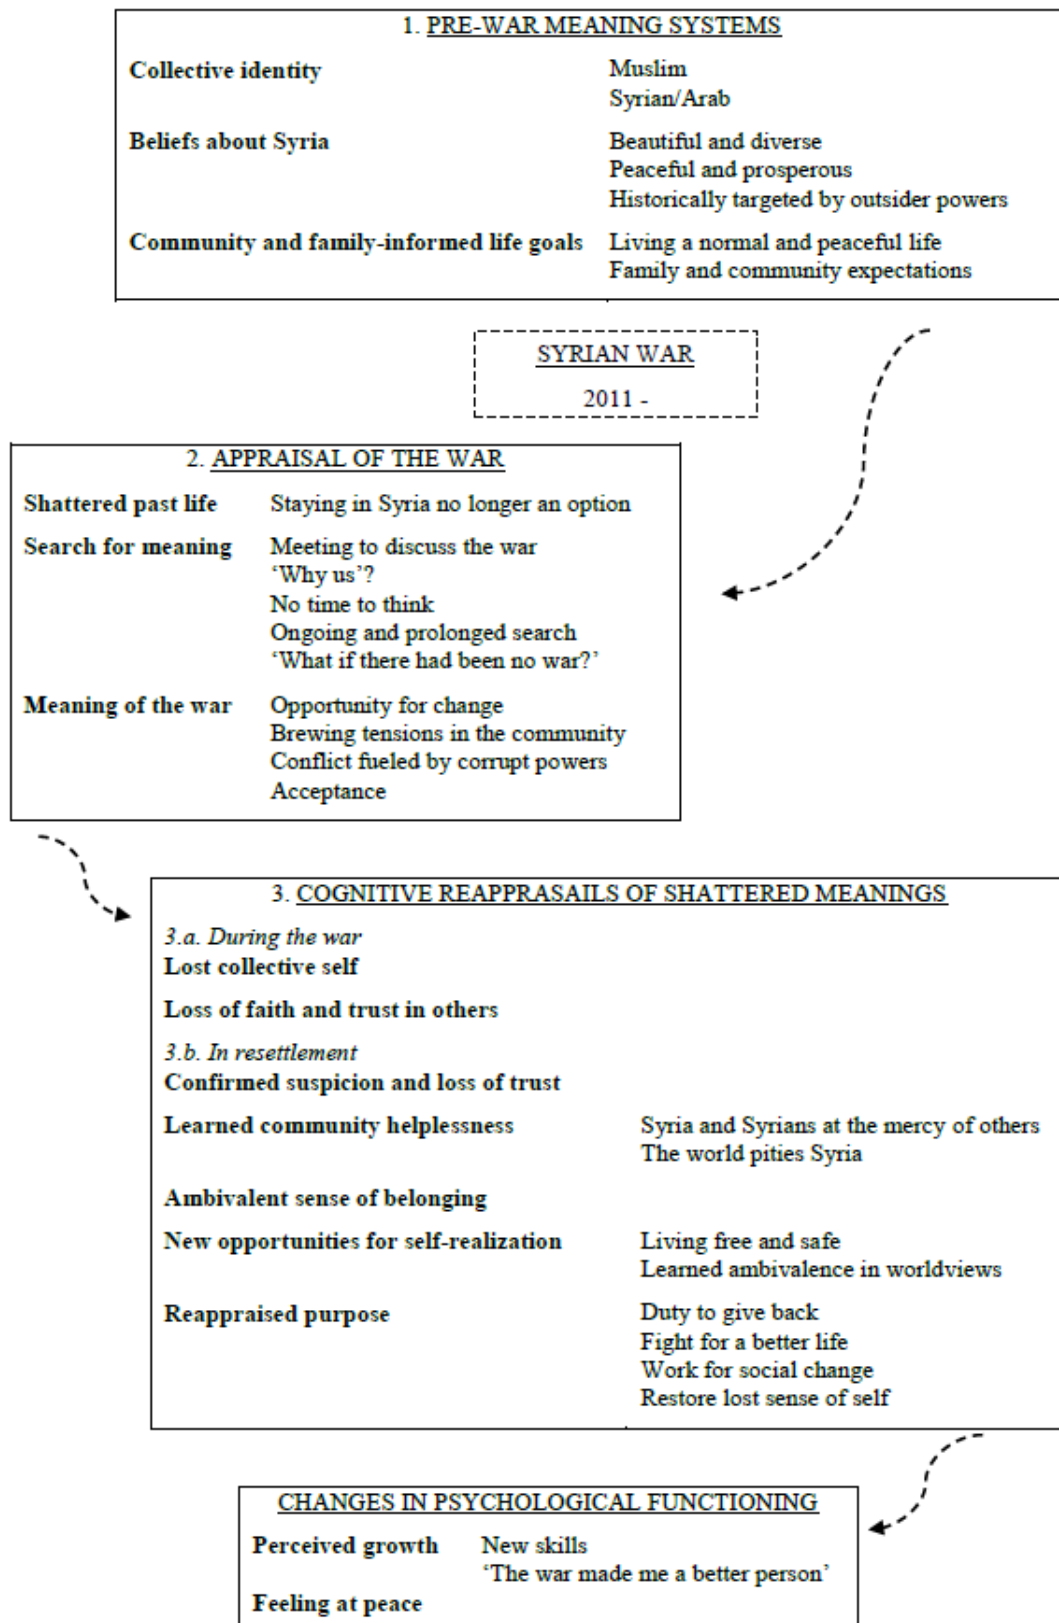 1. PRE-WAR MEANING SYSTEMS
Collective identity Muslim
Syrian/Arab
Beliefs about Syria Beautiful and diverse
Peaceful and prosperous
Historically targeted by outsider powers
Community and family-informed life goals Living a normal and peaceful life
Family and community expectations
SYRIAN WAR
2011 -
2. APPRAISAL OF THE WAR
Shattered past life Staying in Syria no longer an option
Search for meaning Meeting to discuss the war
‘Why us’?
No time to think
Ongoing and prolonged search
‘What if there had been no war?’
Meaning of the war Opportunity for change
Brewing tensions in the community
Conflict fueled by corrupt powers
Acceptance
3. COGNITIVE REAPPRASAILS OF SHATTERED MEANINGS
3.a. During the war
Lost collective self
Loss of faith and trust in others
3.b. In resettlement
Confirmed suspicion and loss of trust
Learned community helplessness Syria and Syrians at the mercy of others
The world pities Syria
Ambivalent sense of belonging
New opportunities for self-realization Living free and safe
Learned ambivalence in worldviews
Reappraised purpose Duty to give back
Fight for a better life
Work for social change
Restore lost sense of self
CHANGES IN PSYCHOLOGICAL FUNCTIONING
Perceived growth New skills
‘The war made me a better person’
Feeling at peace